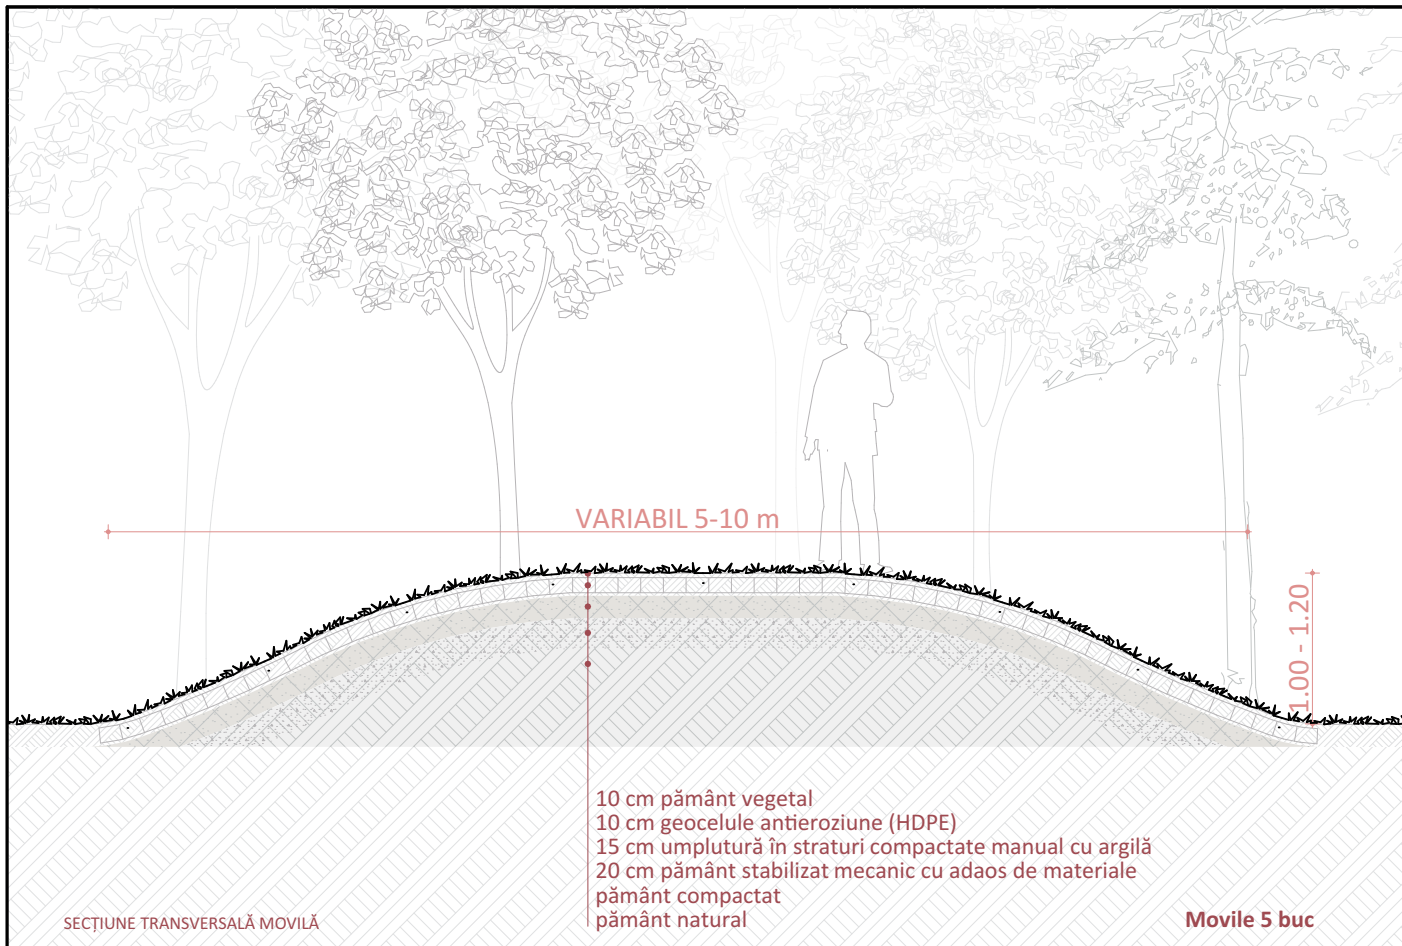 VARIABIL 5-10 m
1.00 - 1.20
10 cm pământ vegetal
10 cm geocelule antieroziune (HDPE)
15 cm umplutură în straturi compactate manual cu argilă
20 cm pământ stabilizat mecanic cu adaos de materiale
pământ compactat
pământ natural
SECȚIUNE TRANSVERSALĂ MOVILĂ
Movile 5 buc